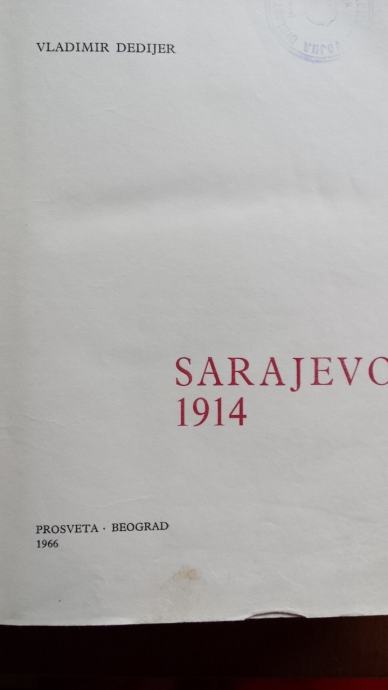 VLADIMIR DEDIJER
SARAJEVO
1914
PROSVETA · BEOGRAD
1966